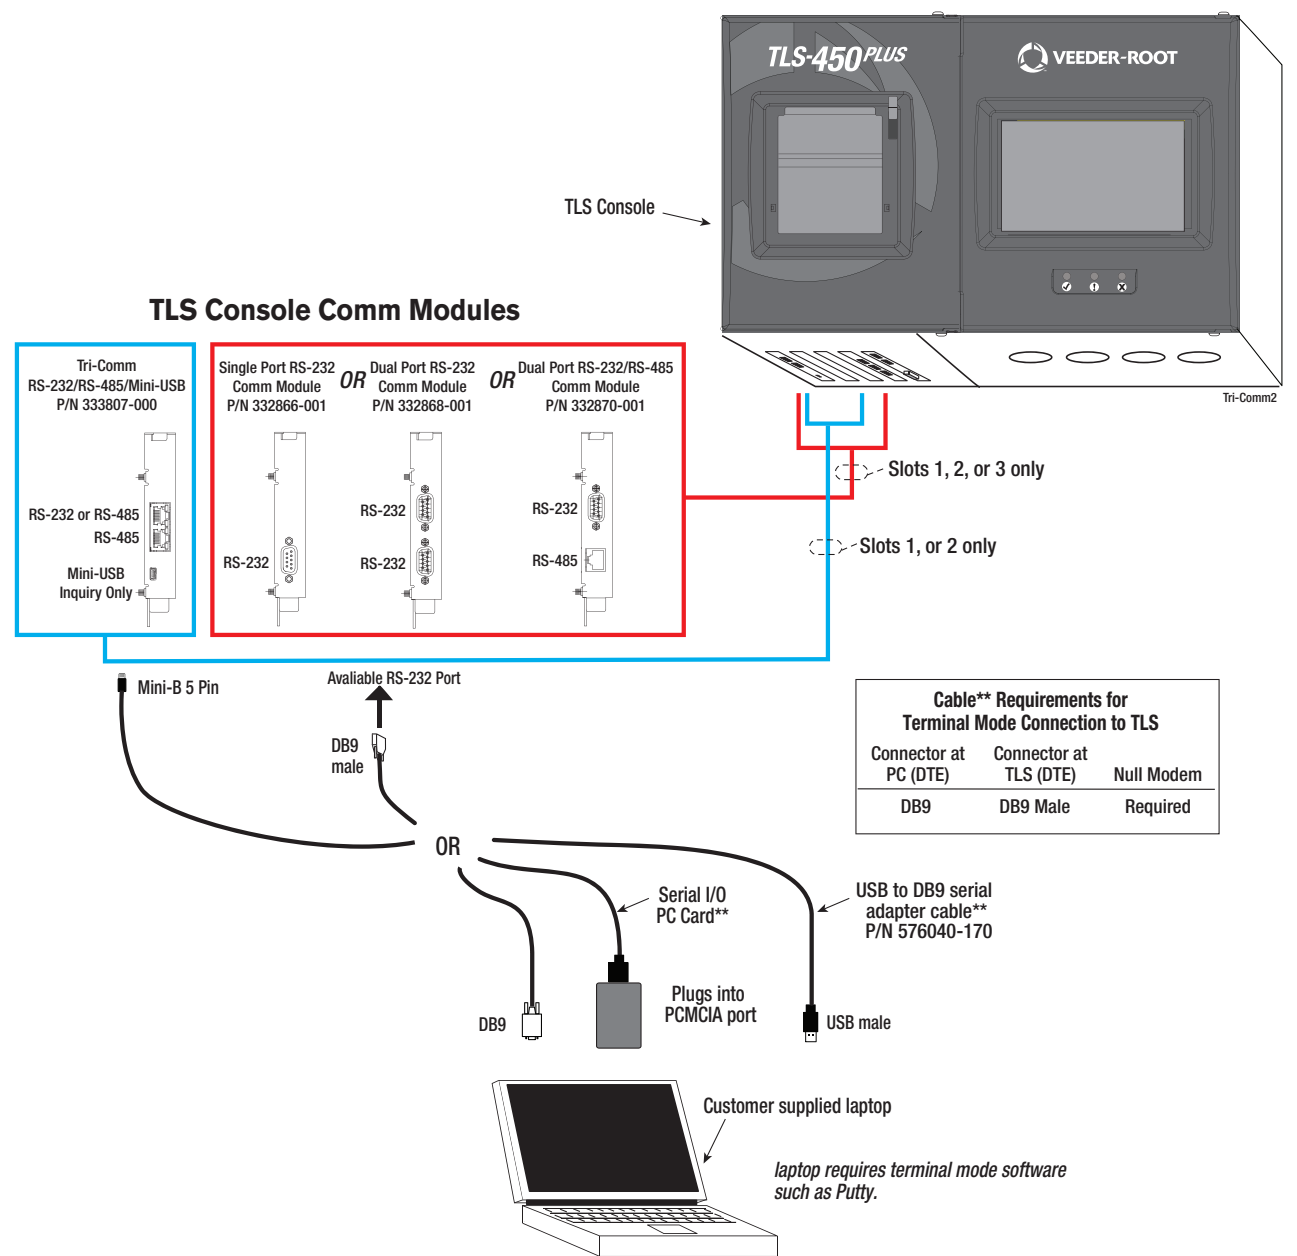 TLS-450PLUS
VEEDER-ROOT
TLS Console
TLS Console Comm Modules
Tri-Comm
RS-232/RS-485/Mini-USB
P/N 333807-000
Single Port RS-232
Comm Module
P/N 332866-001
OR
Dual Port RS-232
Comm Module
P/N 332868-001
OR
Dual Port RS-232/RS-485
Comm Module
P/N 332870-001
Tri-Comm2
RS-232 or RS-485
RS-485
Mini-USB
Inquiry Only
RS-232
RS-232
RS-232
RS-232
RS-485
Slots 1, 2, or 3 only
Slots 1, or 2 only
Mini-B 5 Pin
Avaliable RS-232 Port
DB9
male
Cable** Requirements for
Terminal Mode Connection to TLS
Connector at
PC (DTE)
Connector at
TLS (DTE)
Null Modem
DB9
DB9 Male
Required
OR
Serial I/O
PC Card**
USB to DB9 serial
adapter cable**
P/N 576040-170
Plugs into
PCMCIA port
DB9
USB male
Customer supplied laptop
laptop requires terminal mode software
such as Putty.